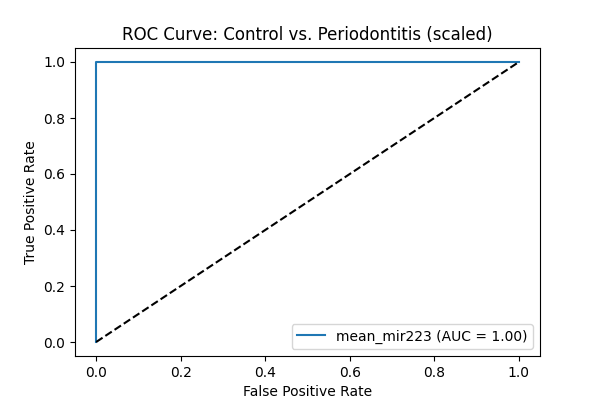 ROC Curve: Control vs. Periodontitis (scaled)
True Positive Rate
1.0
0.8
0.6
0.4
0.2
0.0
mean_mir223 (AUC = 1.00)
0.0 0.2 0.4 0.6 0.8 1.0
False Positive Rate